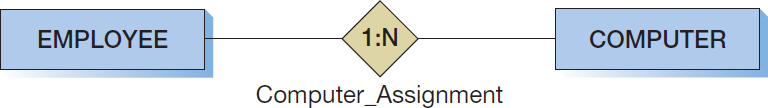 EMPLOYEE
1:N
COMPUTER
Computer_Assignment